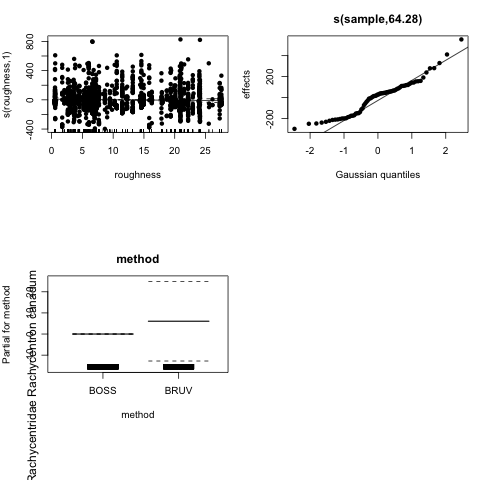 s(sample,64.28)
s(roughness,1)
-400
0
400
800
0
5
10
15
20
25
roughness
effects
-200
200
-2
-1
0
1
2
Gaussian quantiles
method
Partial for method
Rachycentridae Rachycentron canadum
BOSS
BRUV
method